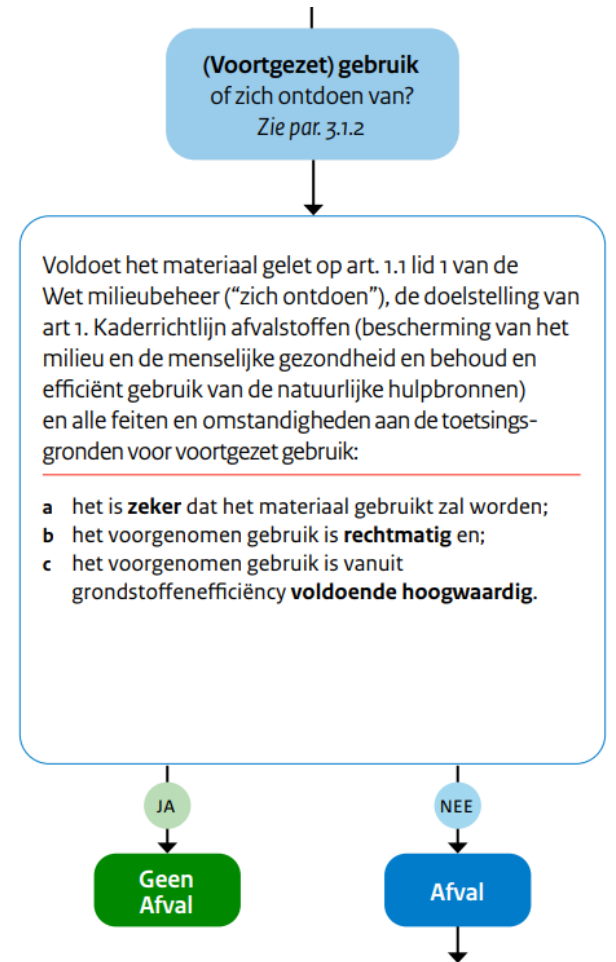 (Voortgezet) gebruik
of zich ontdoen van?
Zie par. 3.1.2
Voldoet het materiaal gelet op art. 1.1 lid 1 van de
Wet milieubeheer (“zich ontdoen”), de doelstelling van
art 1. Kaderrichtlijn afvalstoffen (bescherming van het
milieu en de menselijke gezondheid en behoud en
efficiënt gebruik van de natuurlijke hulpbronnen)
en alle feiten en omstandigheden aan de toetsings-
gronden voor voortgezet gebruik:
a het is zeker dat het materiaal gebruikt zal worden;
b het voorgenomen gebruik is rechtmatig en;
c het voorgenomen gebruik is vanuit
grondstoffenefficiëncy voldoende hoogwaardig.
JA
NEE
Geen
Afval
Afval